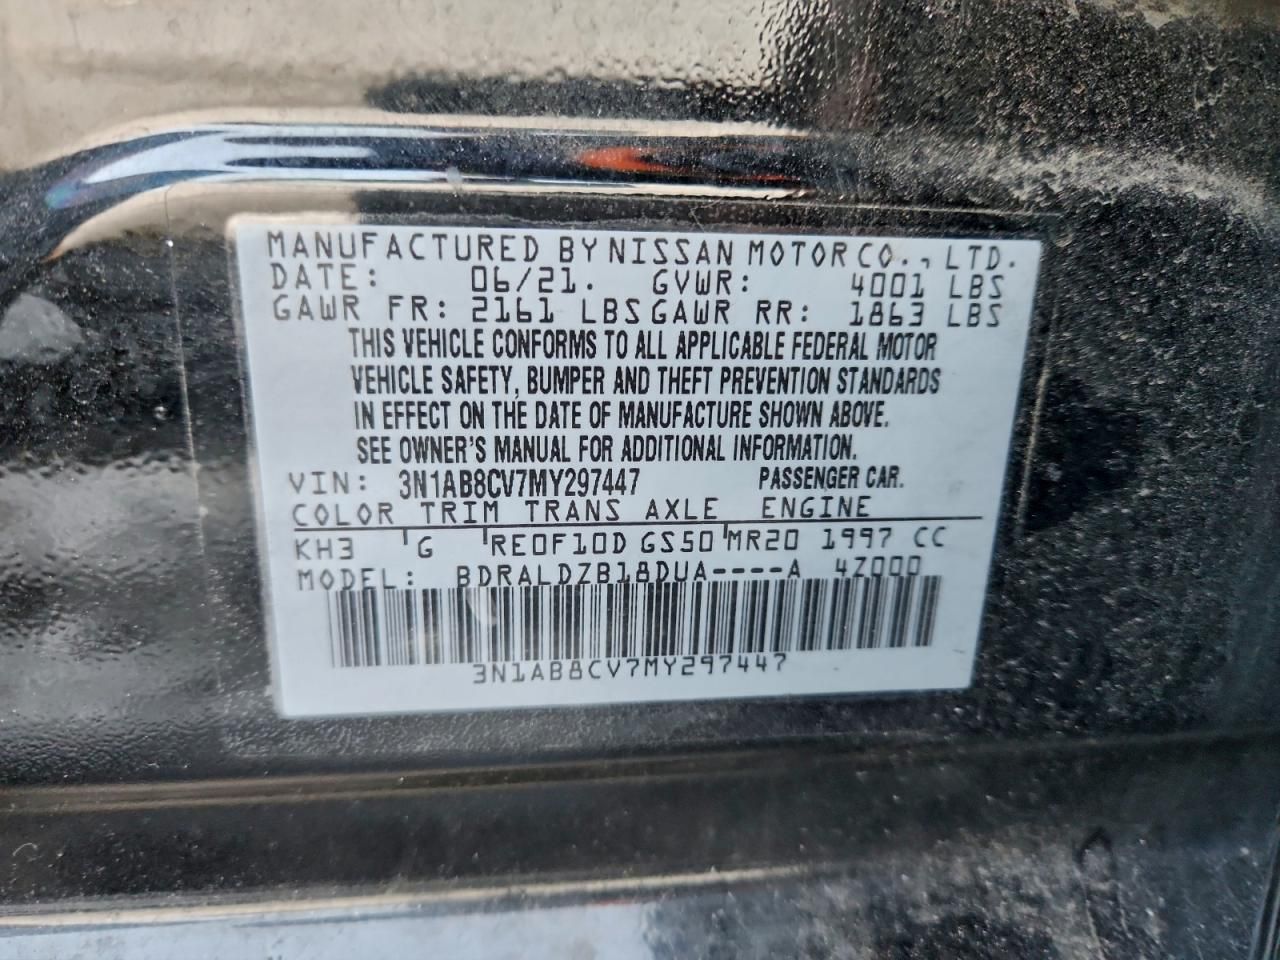 MANUFACTURED BY NISSAN MOTOR CO., LTD.
DATE: 06/21. GVWR: 4001 LBS
GAWR FR: 2161 LBS GAWR RR: 1863 LBS
THIS VEHICLE CONFORMS TO ALL APPLICABLE FEDERAL MOTOR
VEHICLE SAFETY, BUMPER AND THEFT PREVENTION STANDARDS
IN EFFECT ON THE DATE OF MANUFACTURE SHOWN ABOVE.
SEE OWNER'S MANUAL FOR ADDITIONAL INFORMATION.
VIN: 3N1AB8CV7MY297447 PASSENGER CAR.
COLOR TRIM TRANS AXLE ENGINE
KH3 G RE0F10D GS50 MR20 1997 CC
MODEL: BDRALDZB18DUA----A 4Z000
3N1AB8CV7MY297447